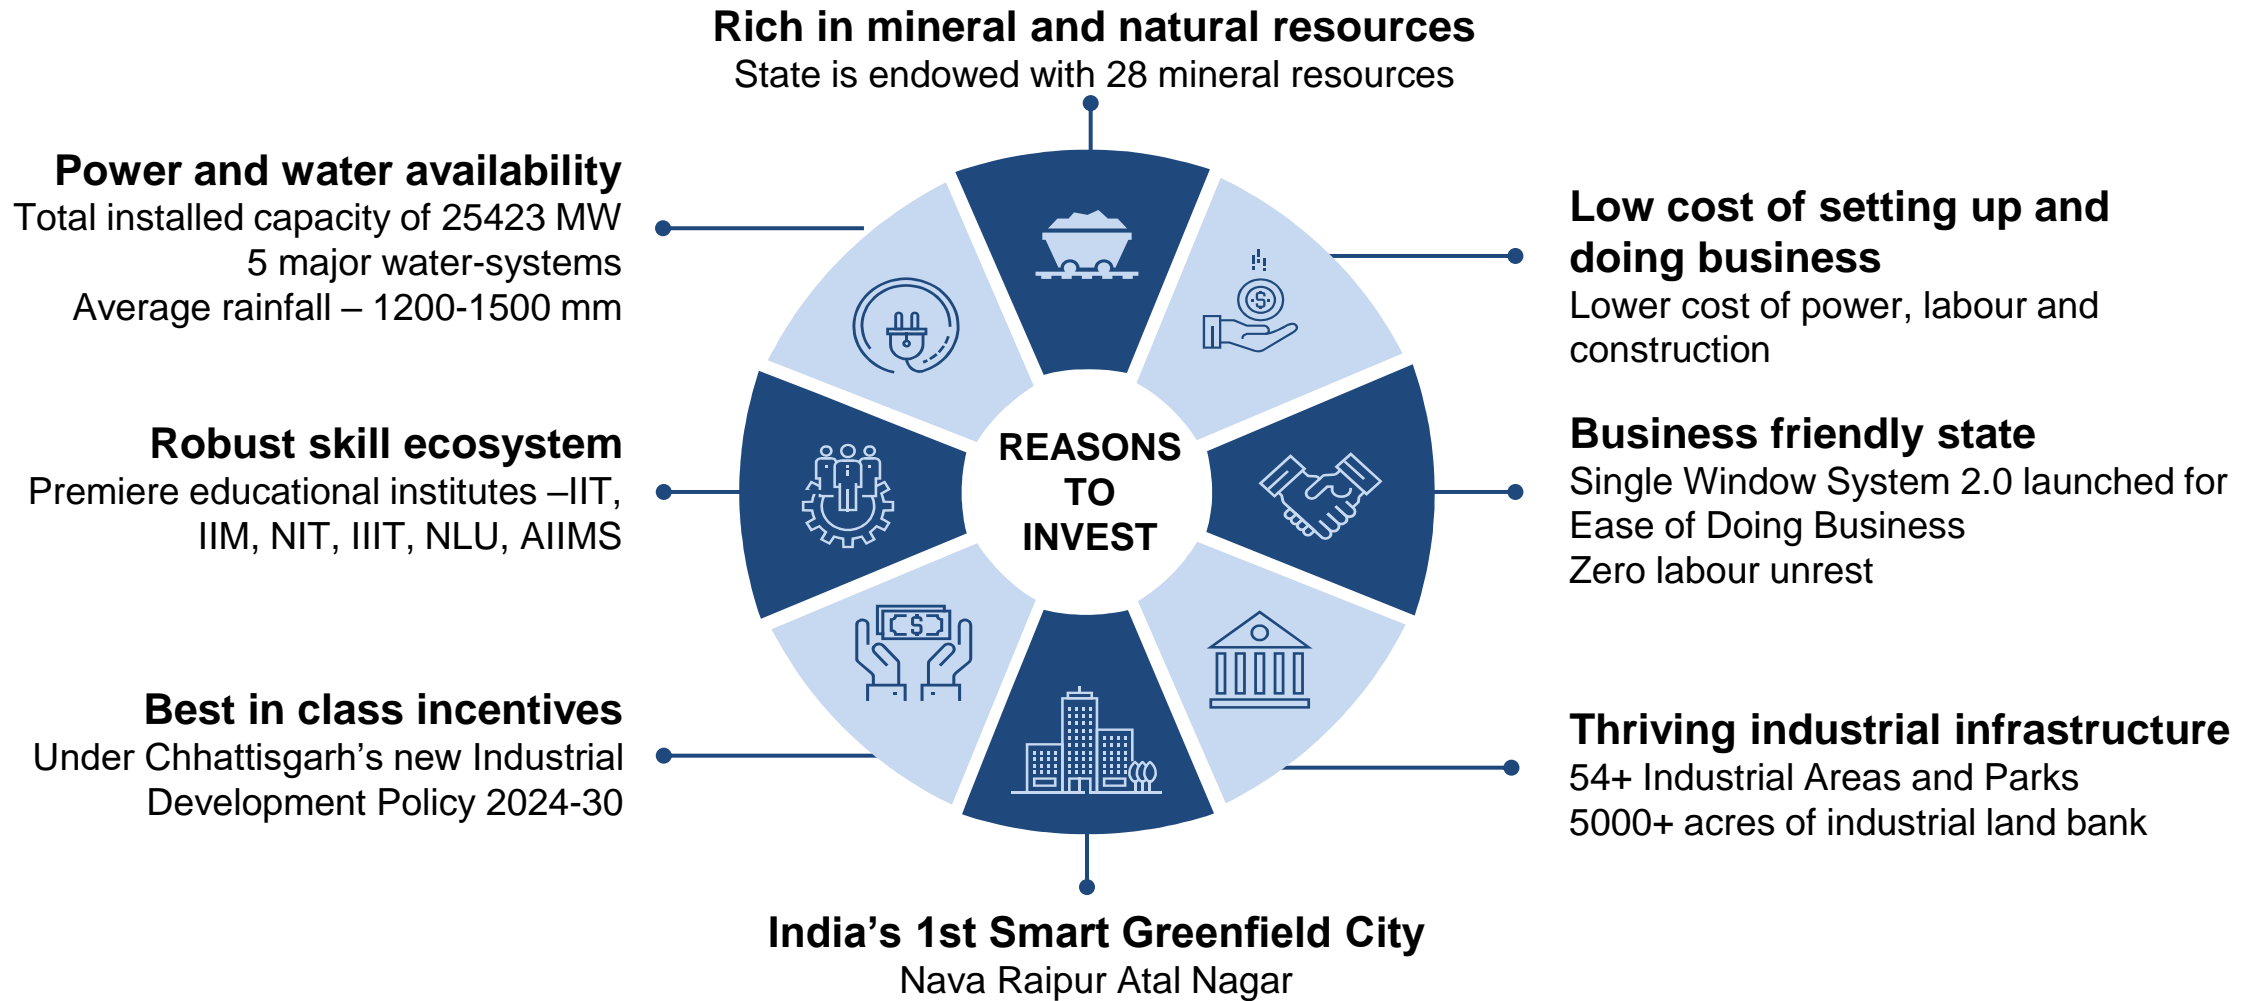 Rich in mineral and natural resources
State is endowed with 28 mineral resources
Power and water availability
Total installed capacity of 25423 MW
5 major water-systems
Average rainfall – 1200-1500 mm
Low cost of setting up and
doing business
Lower cost of power, labour and
construction
Robust skill ecosystem
Premiere educational institutes –IIT,
IIM, NIT, IIIT, NLU, AIIMS
REASONS
TO
INVEST
Business friendly state
Single Window System 2.0 launched for
Ease of Doing Business
Zero labour unrest
Best in class incentives
Under Chhattisgarh’s new Industrial
Development Policy 2024-30
Thriving industrial infrastructure
54+ Industrial Areas and Parks
5000+ acres of industrial land bank
India’s 1st Smart Greenfield City
Nava Raipur Atal Nagar